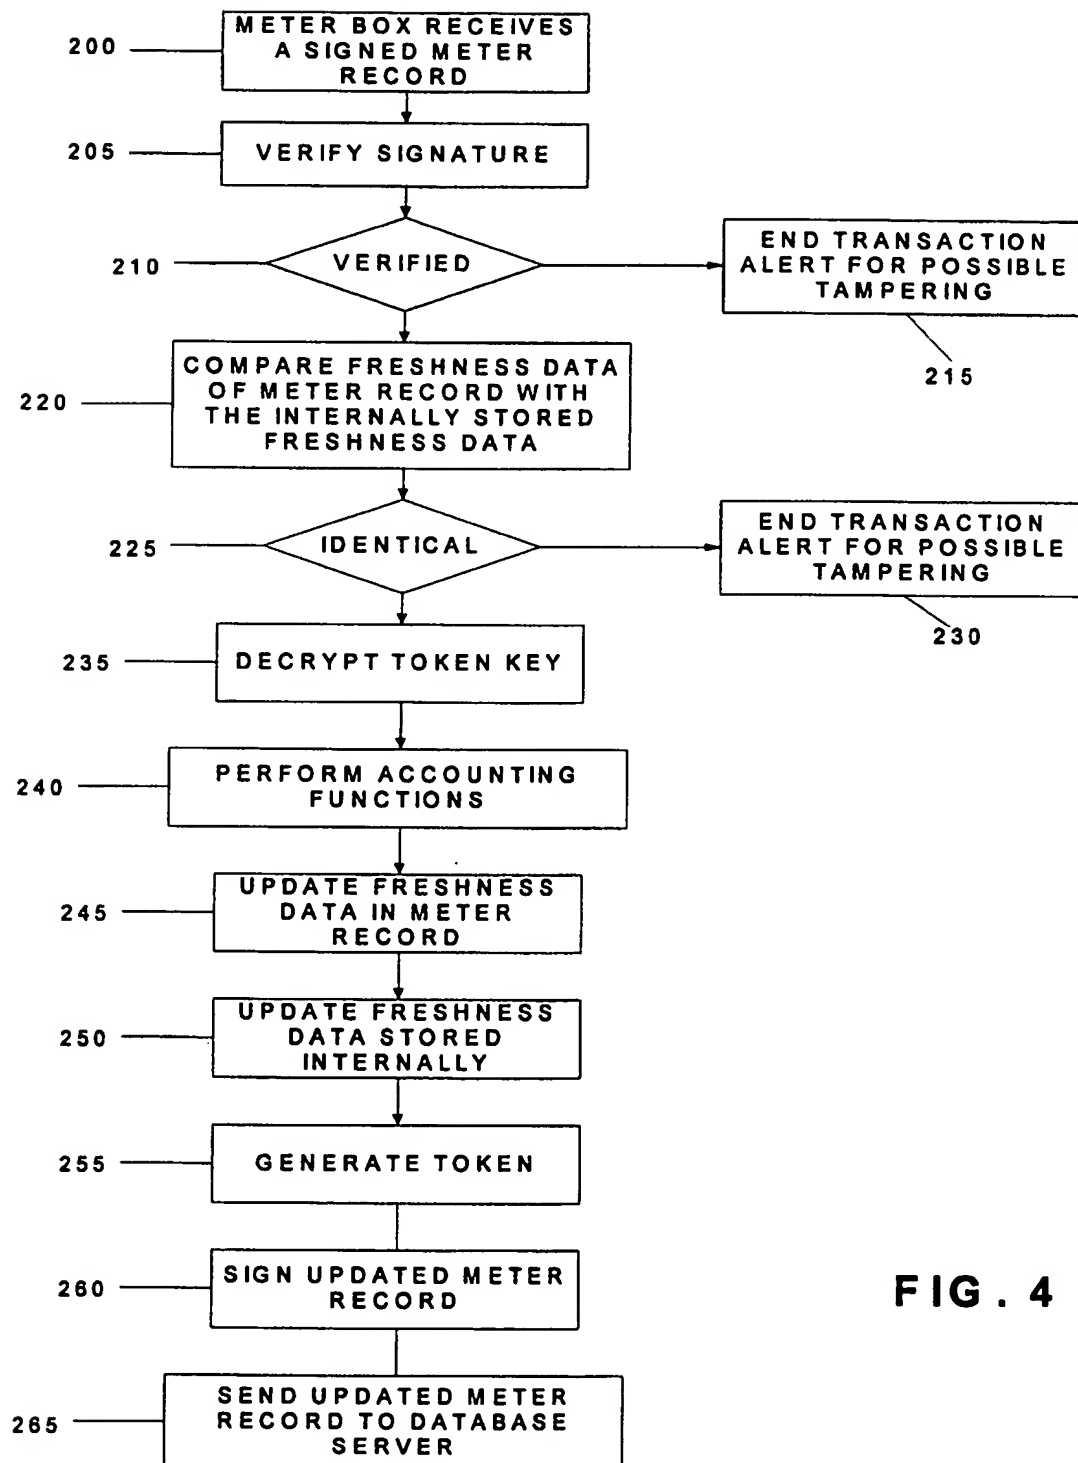 METER BOX RECEIVES
A SIGNED METER
RECORD
200
VERIFY SIGNATURE
205
VERIFIED
210
END TRANSACTION
ALERT FOR POSSIBLE
TAMPERING
215
COMPARE FRESHNESS DATA
OF METER RECORD WITH
THE INTERNALLY STORED
FRESHNESS DATA
220
IDENTICAL
225
END TRANSACTION
ALERT FOR POSSIBLE
TAMPERING
230
DECRYPT TOKEN KEY
235
PERFORM ACCOUNTING
FUNCTIONS
240
UPDATE FRESHNESS
DATA IN METER
RECORD
245
UPDATE FRESHNESS
DATA STORED
INTERNALLY
250
GENERATE TOKEN
255
SIGN UPDATED METER
RECORD
260
SEND UPDATED METER
RECORD TO DATABASE
SERVER
265
FIG. 4